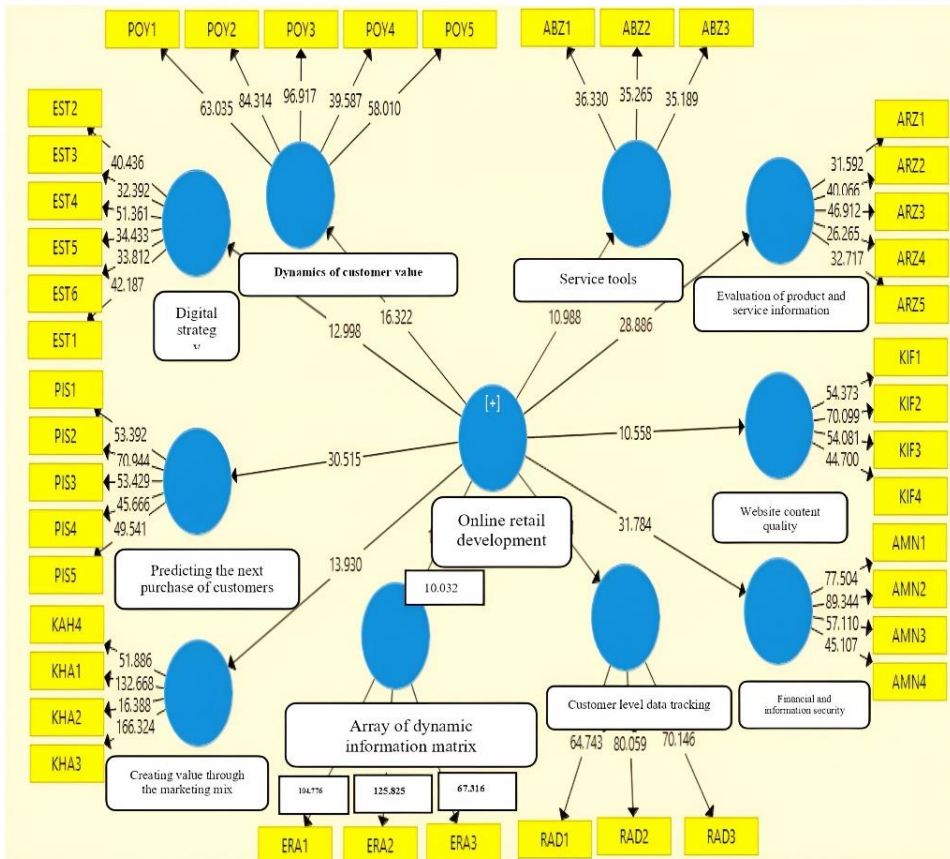 POY1
POY2
POY3
POY4
POY5
ABZ1
ABZ2
ABZ3
63.035
84.314
96.917
39.587
58.010
36.330
35.265
35.189
EST2
EST3
EST4
EST5
EST6
EST1
40.436
32.392
51.361
34.433
33.812
42.187
ARZ1
ARZ2
ARZ3
ARZ4
ARZ5
31.592
40.066
46.912
26.265
32.717
Dynamics of customer value
Digital
strateg
y
Service tools
Evaluation of product and
service information
12.998
16.322
10.988
28.886
[+]
Online retail
development
30.515
10.558
13.930
31.784
10.032
PIS1
PIS2
PIS3
PIS4
PIS5
53.392
70.944
53.429
45.666
49.541
Predicting the next
purchase of customers
KIF1
KIF2
KIF3
KIF4
54.373
70.099
54.081
44.700
Website content
quality
KAH4
KHA1
KHA2
KHA3
51.886
132.668
16.388
166.324
Creating value through
the marketing mix
AMN1
AMN2
AMN3
AMN4
77.504
89.344
57.110
45.107
Financial and
information security
Array of dynamic
information matrix
104.776
125.825
67.316
ERA1
ERA2
ERA3
Customer level data tracking
64.743
80.059
70.146
RAD1
RAD2
RAD3